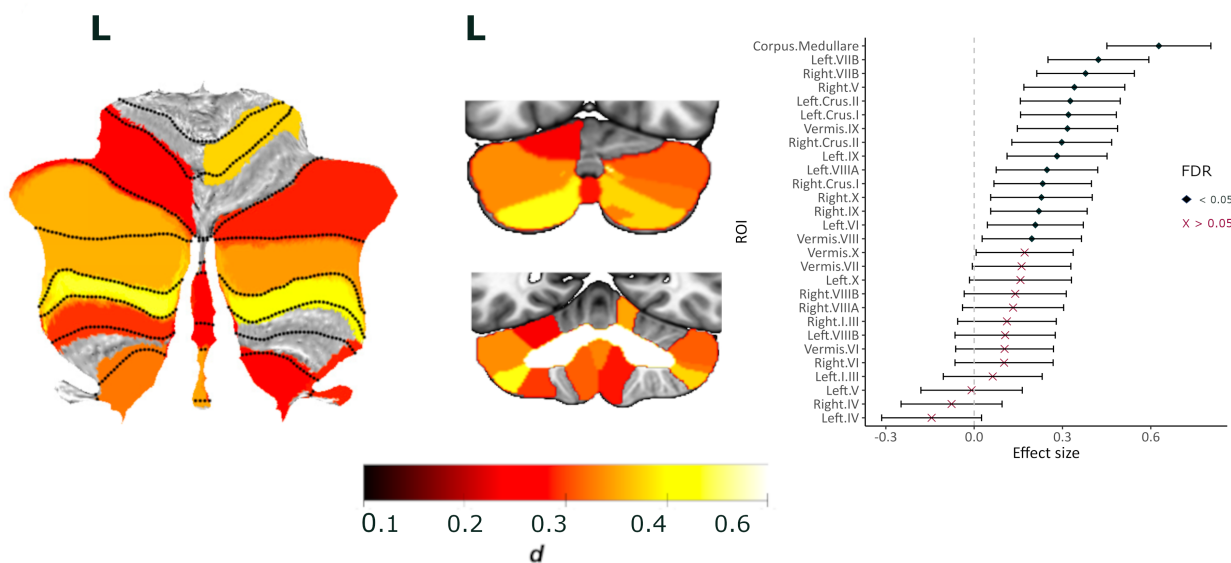 L
L
0.1 0.2 0.3 0.4 0.6
d
ROI
Corpus.Medullare
Left.VIIB
Right.VIIB
Right.V
Left.Crus.II
Left.Crus.I
Vermis.IX
Right.Crus.II
Left.IX
Left.VIIIA
Right.Crus.I
Right.X
Right.IX
Left.VI
Vermis.VIII
Vermis.X
Vermis.VII
Left.X
Right.VIIIB
Right.VIIIA
Right.I.III
Left.VIIIB
Vermis.VI
Right.VI
Left.I.III
Left.V
Right.IV
Left.IV
-0.3 0.0 0.3 0.6
Effect size
FDR
< 0.05
> 0.05